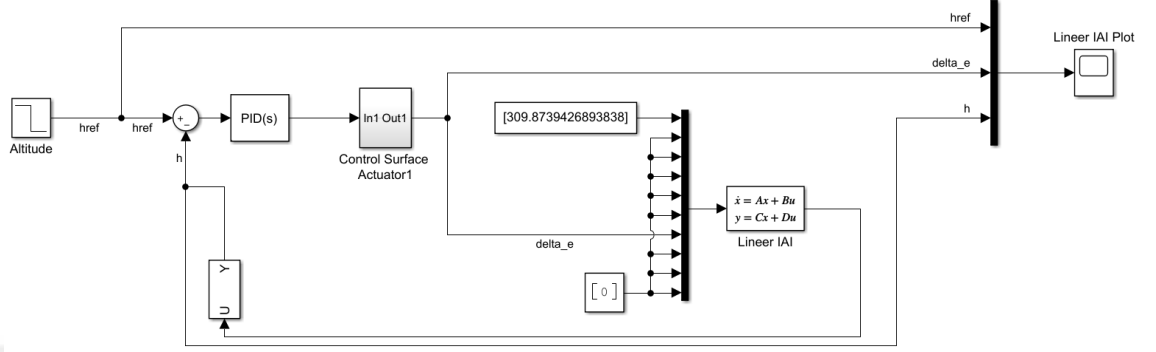 href
Lineer IAI Plot
delta_e
h
[309.8739426893838]
href
href
+
-
PID(s)
In1 Out1
Altitude
Control Surface
Actuator1
h
ẋ = Ax + Bu
y = Cx + Du
Lineer IAI
delta_e
Y
U
[ 0 ]